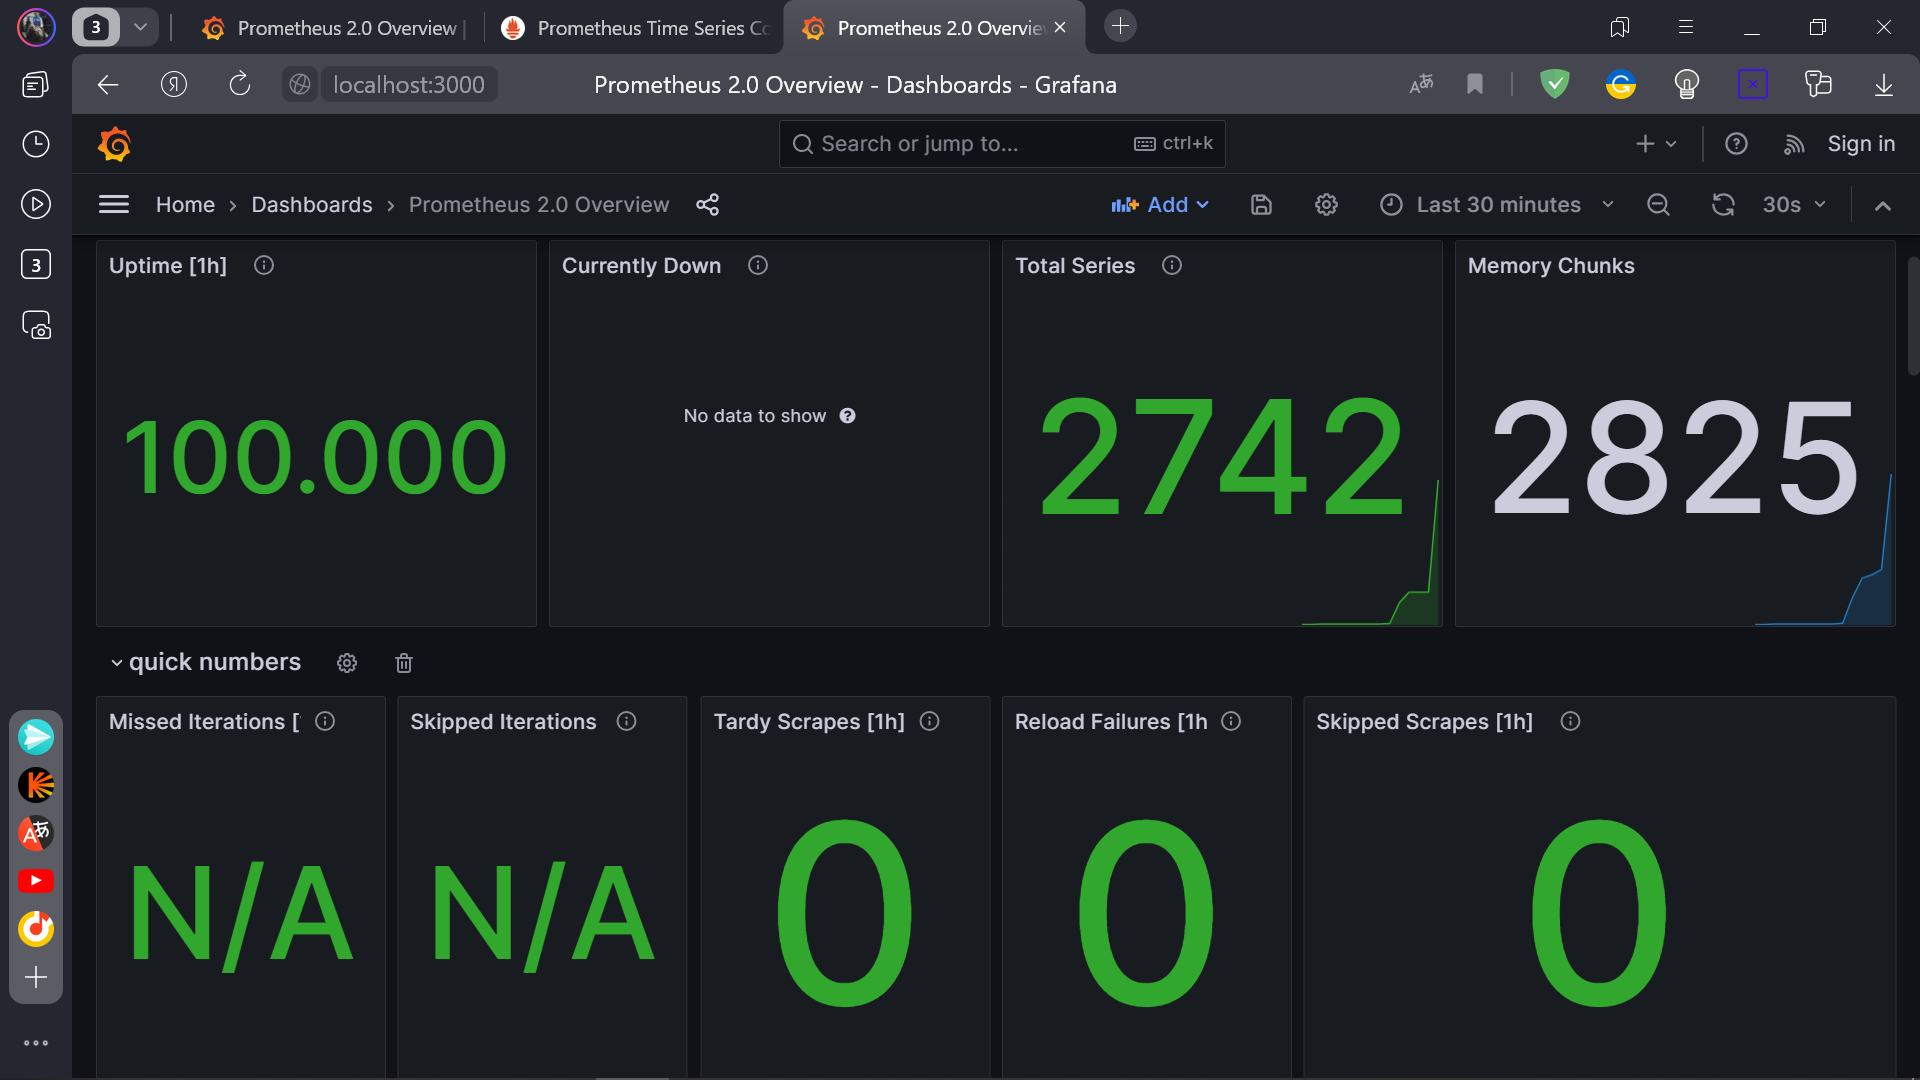 3
Prometheus 2.0 Overview
Prometheus Time Series Co
Prometheus 2.0 Overvie
Я
localhost:3000
Prometheus 2.0 Overview - Dashboards - Grafana
Search or jump to...
ctrl+k
Sign in
Home
Dashboards
Prometheus 2.0 Overview
Add
Last 30 minutes
30s
3
Uptime [1h]
100.000
Currently Down
No data to show
Total Series
2742
Memory Chunks
2825
quick numbers
Missed Iterations [
N/A
Skipped Iterations
N/A
Tardy Scrapes [1h]
0
Reload Failures [1h
0
Skipped Scrapes [1h]
0